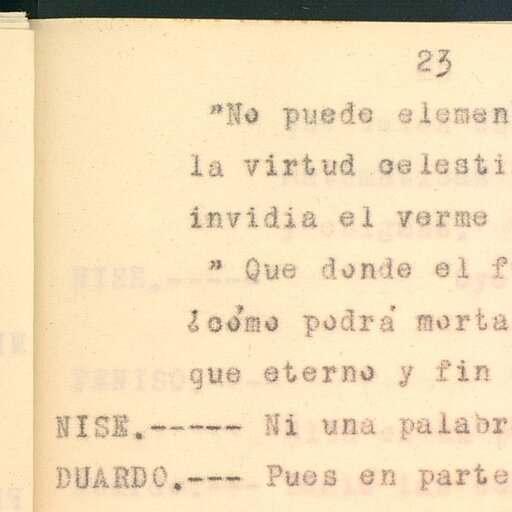 23
"No puede elemen
la virtud celesti
invidia el verme
" Que donde el f
¿cómo podrá morta
que eterno y fin
NISE.----- Ni una palabr
DUARDO.--- Pues en parte